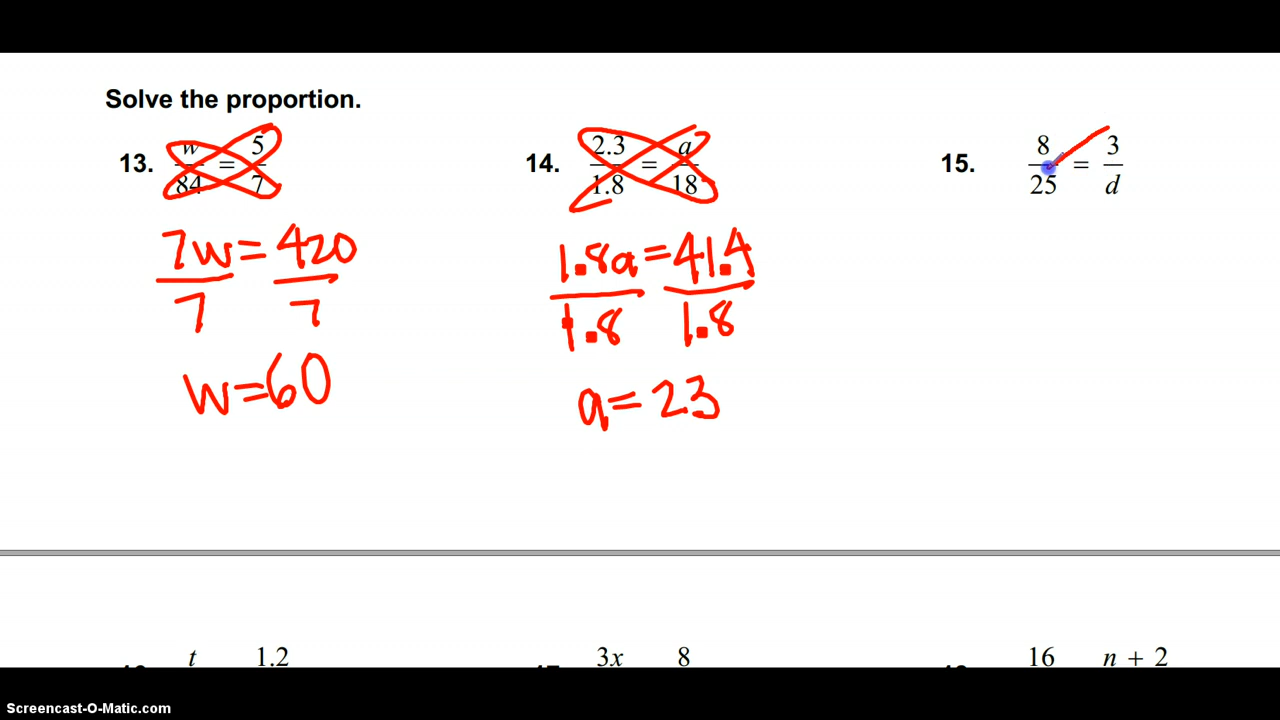 Solve the proportion.
13. w/84 = 5/7
7w = 420
7 7
w = 60
14. 2.3/1.8 = a/18
1.8a = 41.4
1.8 1.8
a = 23
15. 8/25 = 3/d
t 1.2
3x 8
16 n + 2
Screencast-O-Matic.com